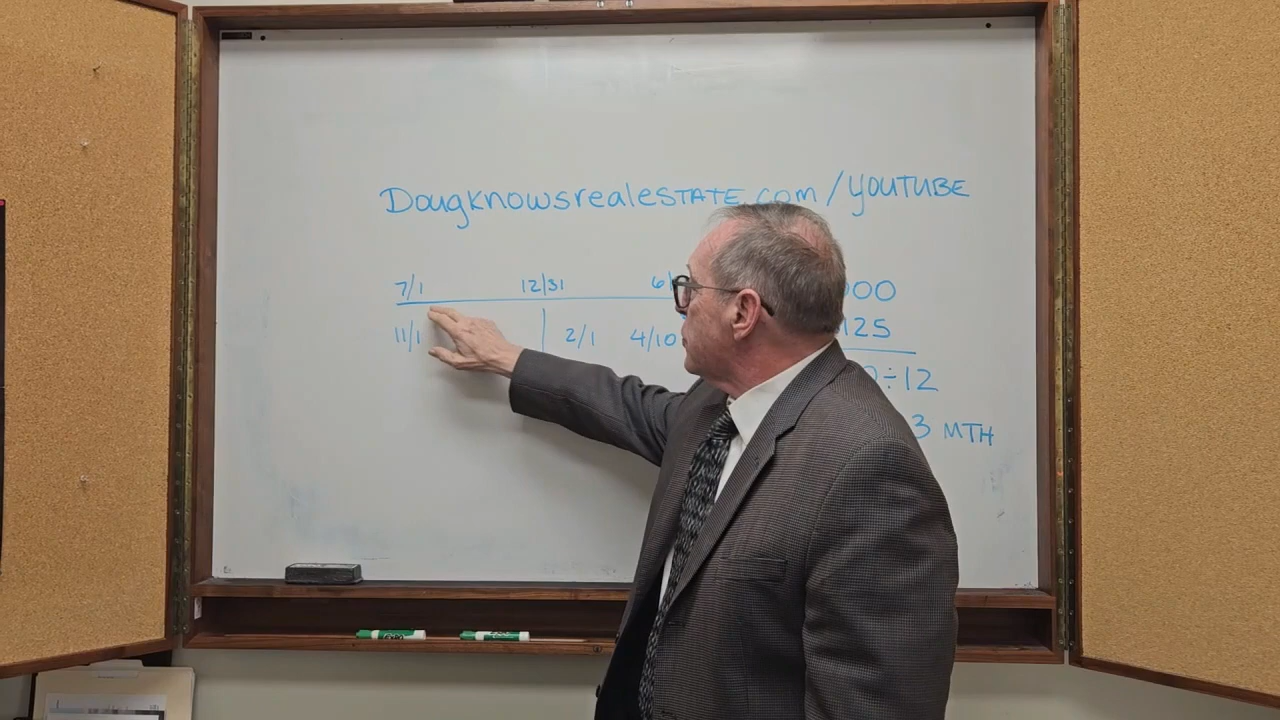 DougknowsrealeSTATE.com/YOUTUBE
7/1 12/31 6/ 000
11/1 2/1 4/10 125
÷12
3 MTH
EXPO